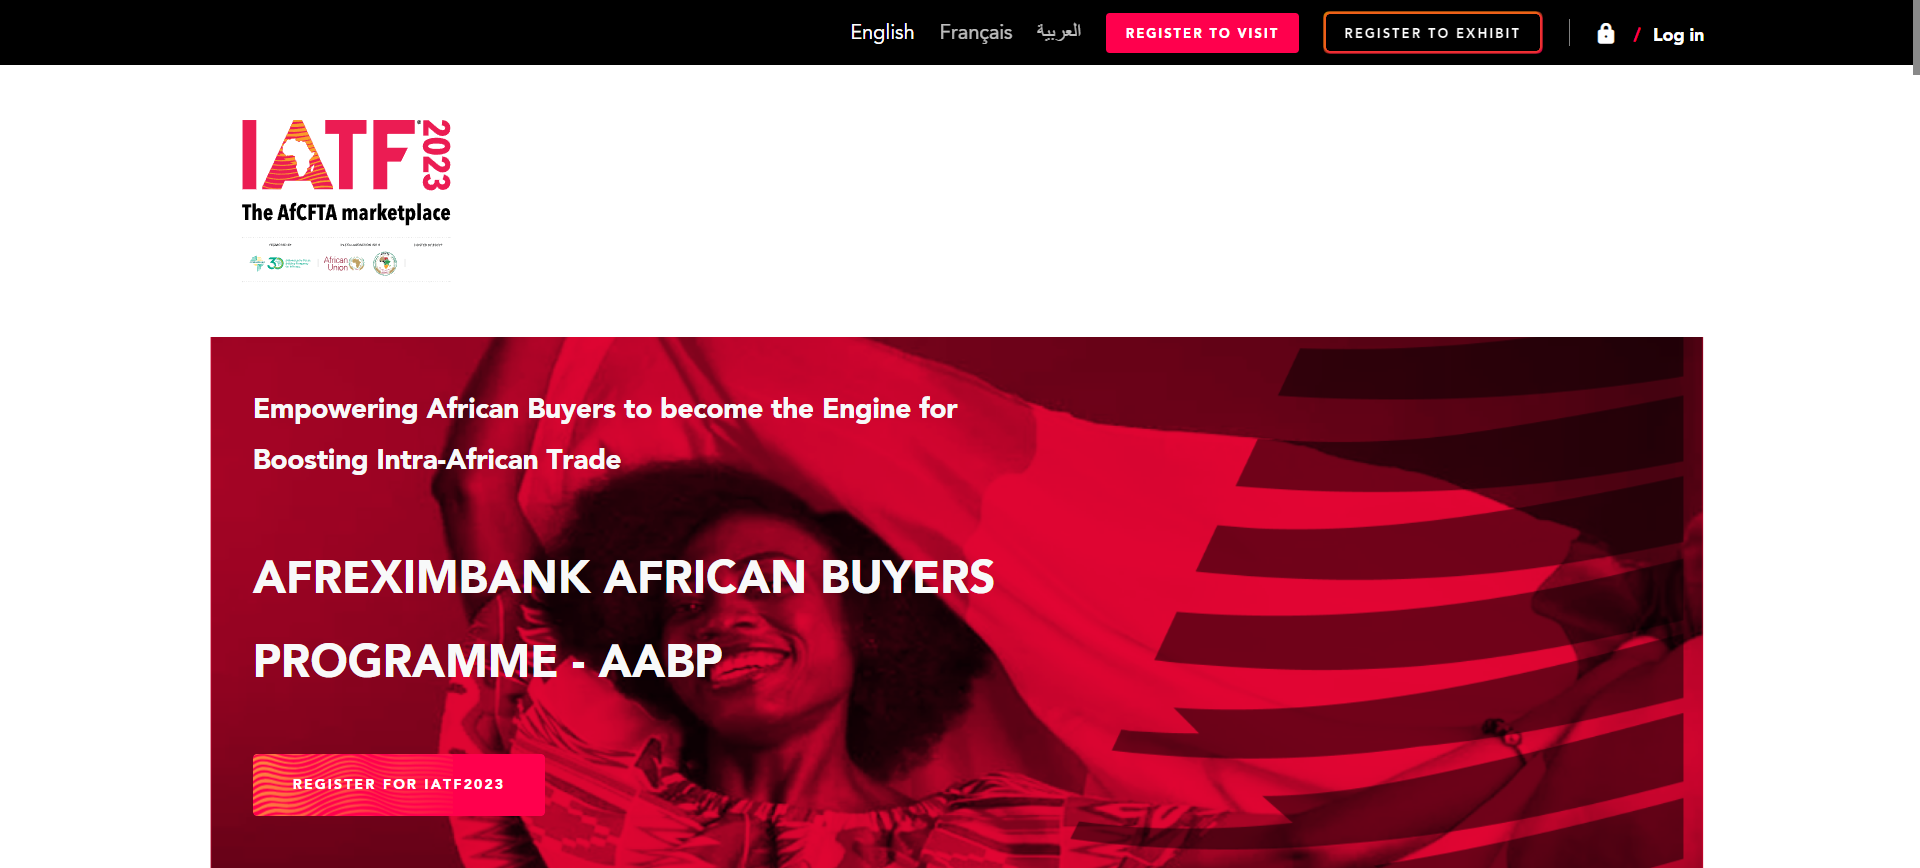 English Français العربية REGISTER TO VISIT REGISTER TO EXHIBIT / Log in
IATF 2023
The AfCFTA marketplace
African
Union
Empowering African Buyers to become the Engine for
Boosting Intra-African Trade
AFREXIMBANK AFRICAN BUYERS
PROGRAMME - AABP
REGISTER FOR IATF2023